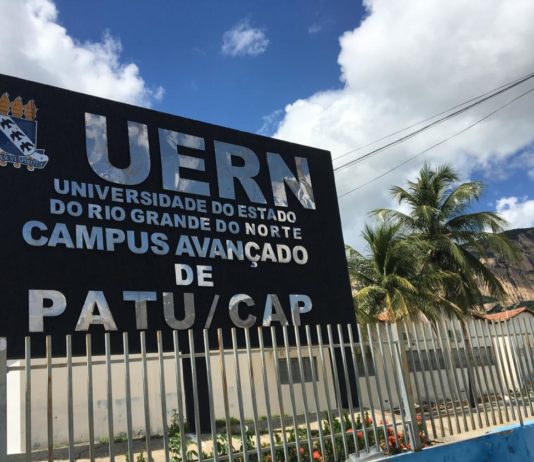 UERN
UNIVERSIDADE DO ESTADO
DO RIO GRANDE DO NORTE
CAMPUS AVANÇADO
DE
PATU/CAP